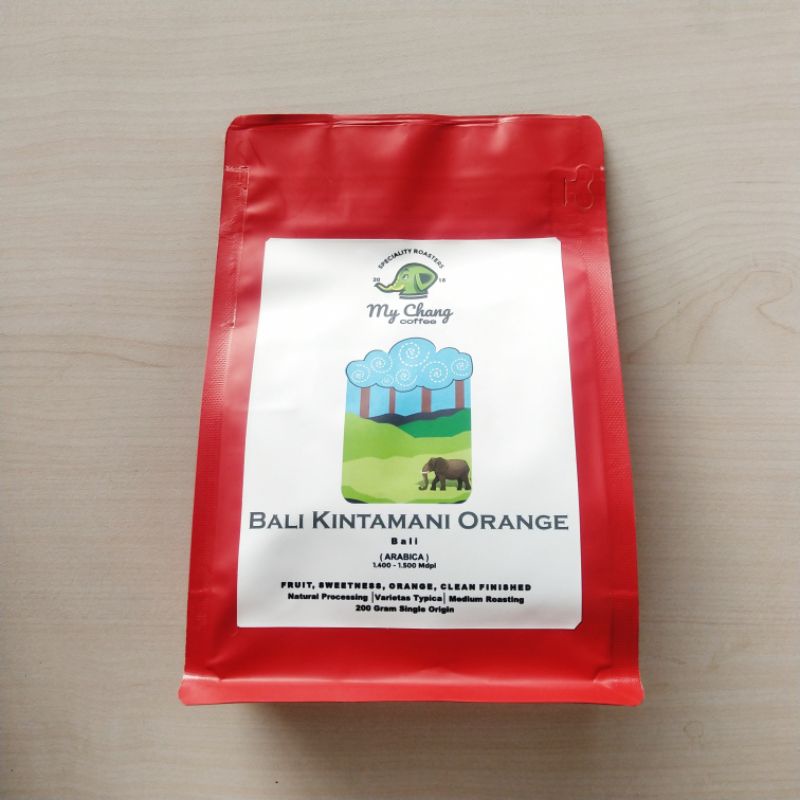 SPECIALITY ROASTERS
20 18
My Chang
coffee
BALI KINTAMANI ORANGE
Bali
( ARABICA )
1.400 - 1.500 Mdpl
FRUIT, SWEETNESS, ORANGE, CLEAN FINISHED
Natural Processing | Varietas Typica | Medium Roasting
200 Gram Single Origin